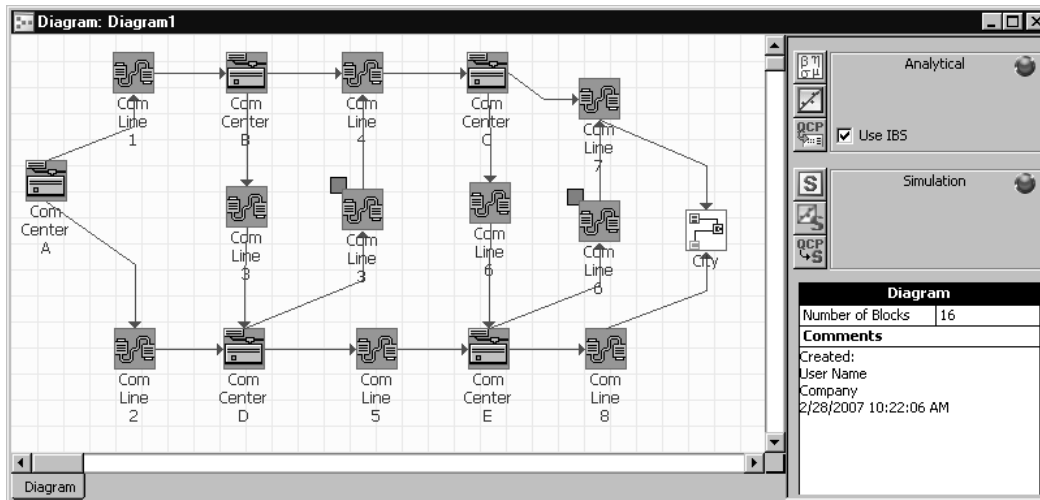 Diagram: Diagram1
Com
Line
1
Com
Center
B
Com
Line
4
Com
Center
C
Com
Line
7
Com
Center
A
Com
Line
3
Com
Line
3
Com
Line
6
Com
Line
6
City
Com
Line
2
Com
Center
D
Com
Line
5
Com
Center
E
Com
Line
8
Diagram
β η
σ μ
Analytical
QCP
Use IBS
S
Simulation
S
QCP
S
Diagram
Number of Blocks 16
Comments
Created:
User Name
Company
2/28/2007 10:22:06 AM